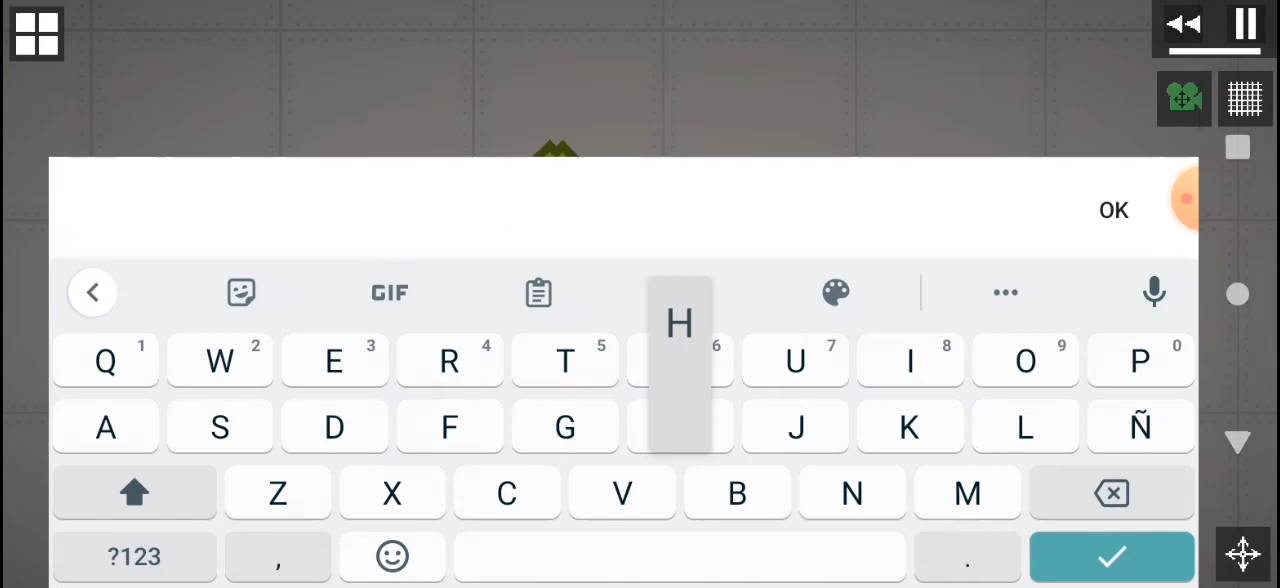 OK
GIF
H
Q 1 W 2 E 3 R 4 T 5 6 U 7 I 8 O 9 P 0
A S D F G J K L Ñ
Z X C V B N M
?123 , .